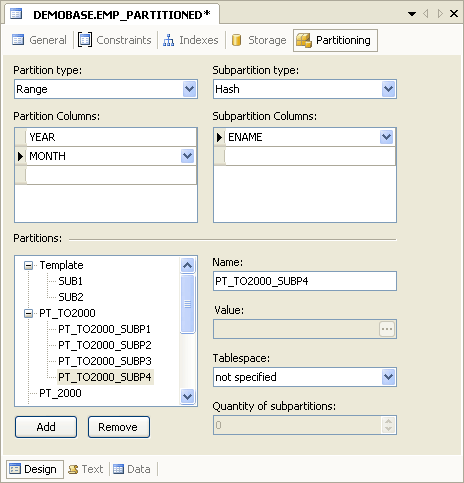 DEMOBASE.EMP_PARTITIONED*
General Constraints Indexes Storage Partitioning
Partition type: Subpartition type:
Range Hash
Partition Columns: Subpartition Columns:
YEAR ENAME
MONTH
Partitions:
Template
SUB1
SUB2
PT_TO2000
PT_TO2000_SUBP1
PT_TO2000_SUBP2
PT_TO2000_SUBP3
PT_TO2000_SUBP4
PT_2000
Name:
PT_TO2000_SUBP4
Value:
...
Tablespace:
not specified
Quantity of subpartitions:
0
Add Remove
Design Text Data